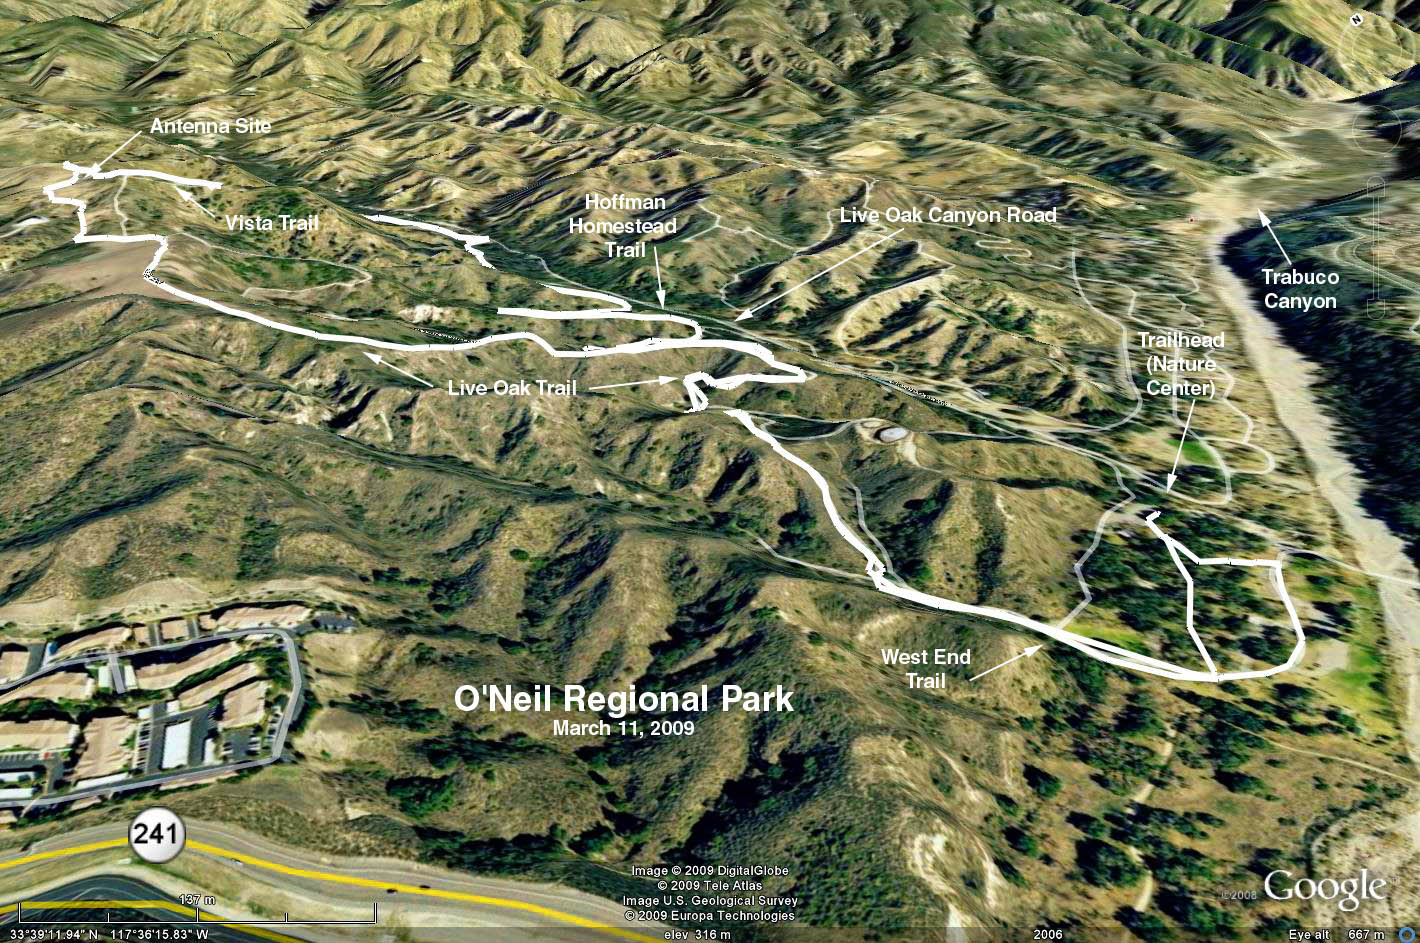 N
Antenna Site
Vista Trail
Hoffman
Homestead
Trail
Live Oak Canyon Road
Trabuco
Canyon
Trailhead
(Nature
Center)
Live Oak Trail
West End
Trail
O'Neil Regional Park
March 11, 2009
241
137 m
Image © 2009 DigitalGlobe
© 2009 Tele Atlas
Image U.S. Geological Survey
© 2009 Europa Technologies
©2008 Google
33°39'11.94" N 117°36'15.83" W
elev 316 m
2006
Eye alt 667 m